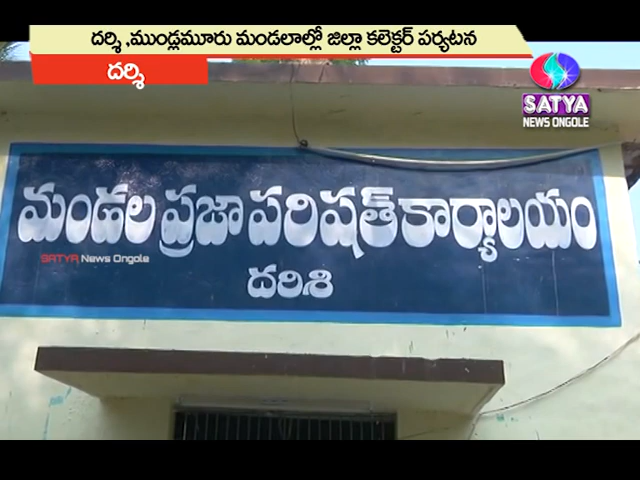 దర్శి ,ముండ్లమూరు మండలాల్లో జిల్లా కలెక్టర్ పర్యటన
దర్శి
SATYA
NEWS ONGOLE
మండల ప్రజా పరిషత్ కార్యాలయం
SATYA News Ongole
దరిశి